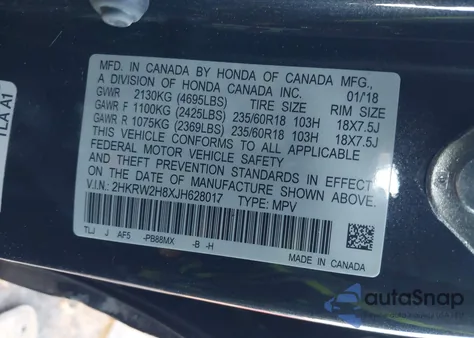 MFD. IN CANADA BY HONDA OF CANADA MFG.,
A DIVISION OF HONDA CANADA INC. 01/18
GVWR 2130KG (4695LBS) TIRE SIZE RIM SIZE
GAWR F 1100KG (2425LBS) 235/60R18 103H 18X7.5J
GAWR R 1075KG (2369LBS) 235/60R18 103H 18X7.5J
THIS VEHICLE CONFORMS TO ALL APPLICABLE
FEDERAL MOTOR VEHICLE SAFETY
STANDARDS IN EFFECT ON THE DATE OF MANUFACTURE SHOWN ABOVE.
V.I.N.: 2HKRW2H8XJH628017 TYPE: MPV
TLJ J AF5 -PB88MX -B -H
MADE IN CANADA
TLA A1
autoSnap